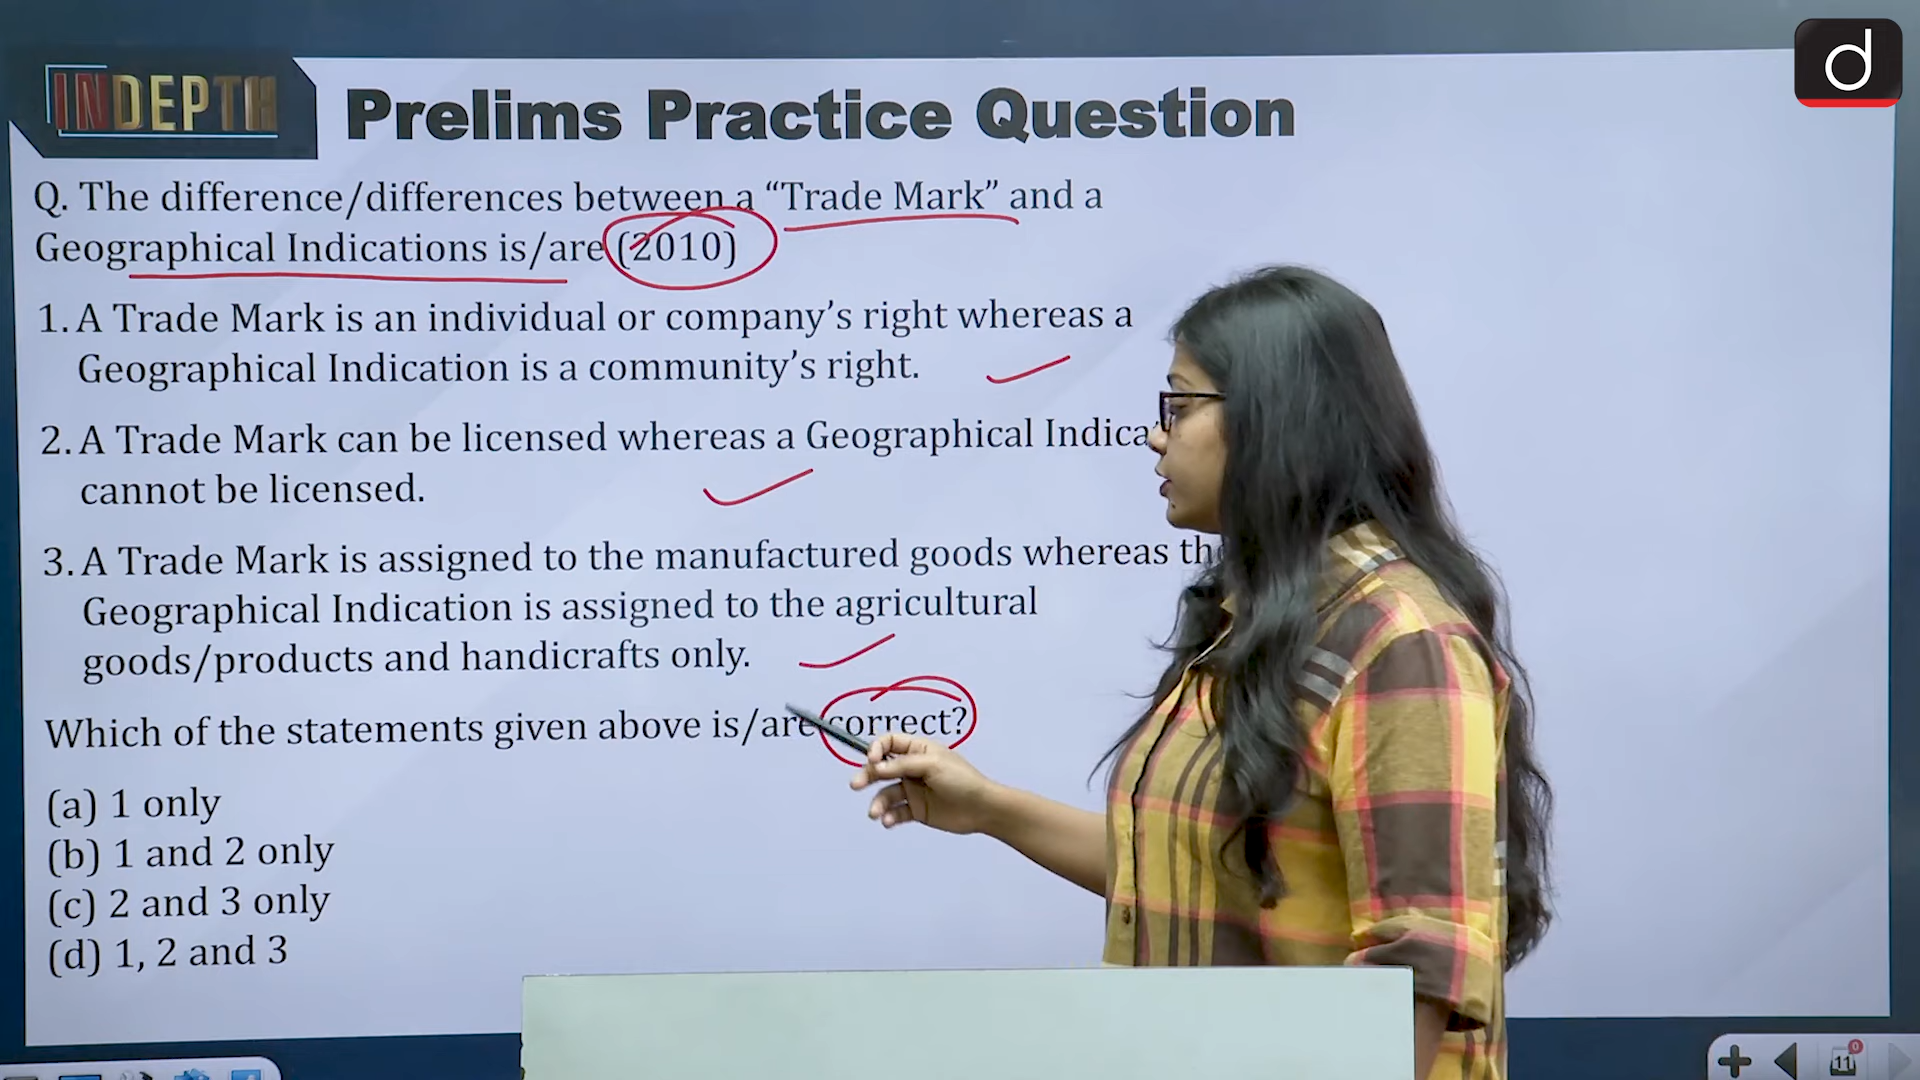 INDEPTH
Prelims Practice Question
d
Q. The difference/differences between a “Trade Mark” and a
Geographical Indications is/are (2010)
1. A Trade Mark is an individual or company’s right whereas a
Geographical Indication is a community’s right.
2. A Trade Mark can be licensed whereas a Geographical
cannot be licensed.
3. A Trade Mark is assigned to the manufactured goods whereas
Geographical Indication is assigned to the agricultural
goods/products and handicrafts only.
Which of the statements given above is/are correct?
(a) 1 only
(b) 1 and 2 only
(c) 2 and 3 only
(d) 1, 2 and 3
11
0